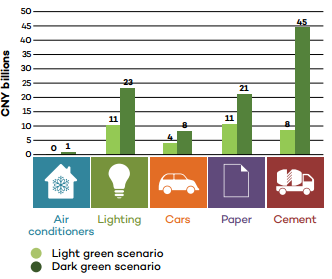 CNY billions
50
45
40
35
30
25
20
15
10
5
0
0 1
11 23
4 8
11 21
8 45
Air
conditioners
Lighting
Cars
Paper
Cement
Light green scenario
Dark green scenario